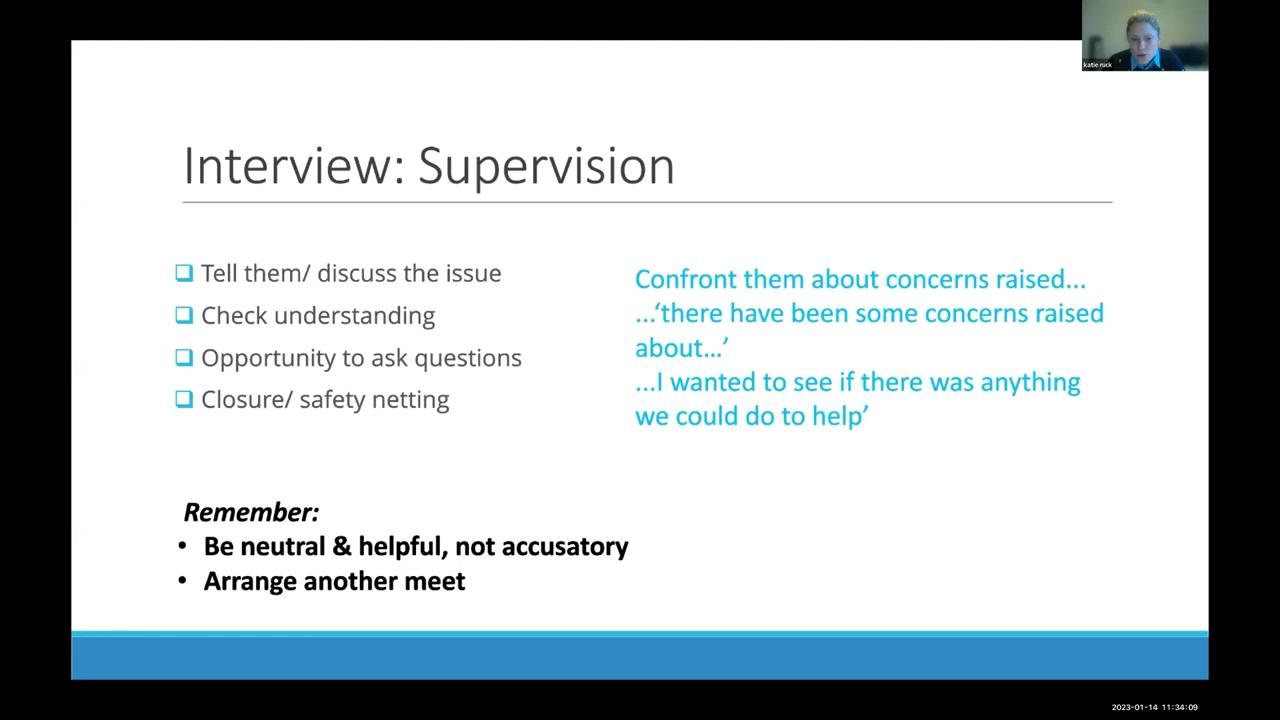 katie ruck
Interview: Supervision
Tell them/ discuss the issue
Check understanding
Opportunity to ask questions
Closure/ safety netting
Confront them about concerns raised...
...‘there have been some concerns raised
about…’
...I wanted to see if there was anything
we could do to help’
Remember:
• Be neutral & helpful, not accusatory
• Arrange another meet
2023-01-14 11:34:09